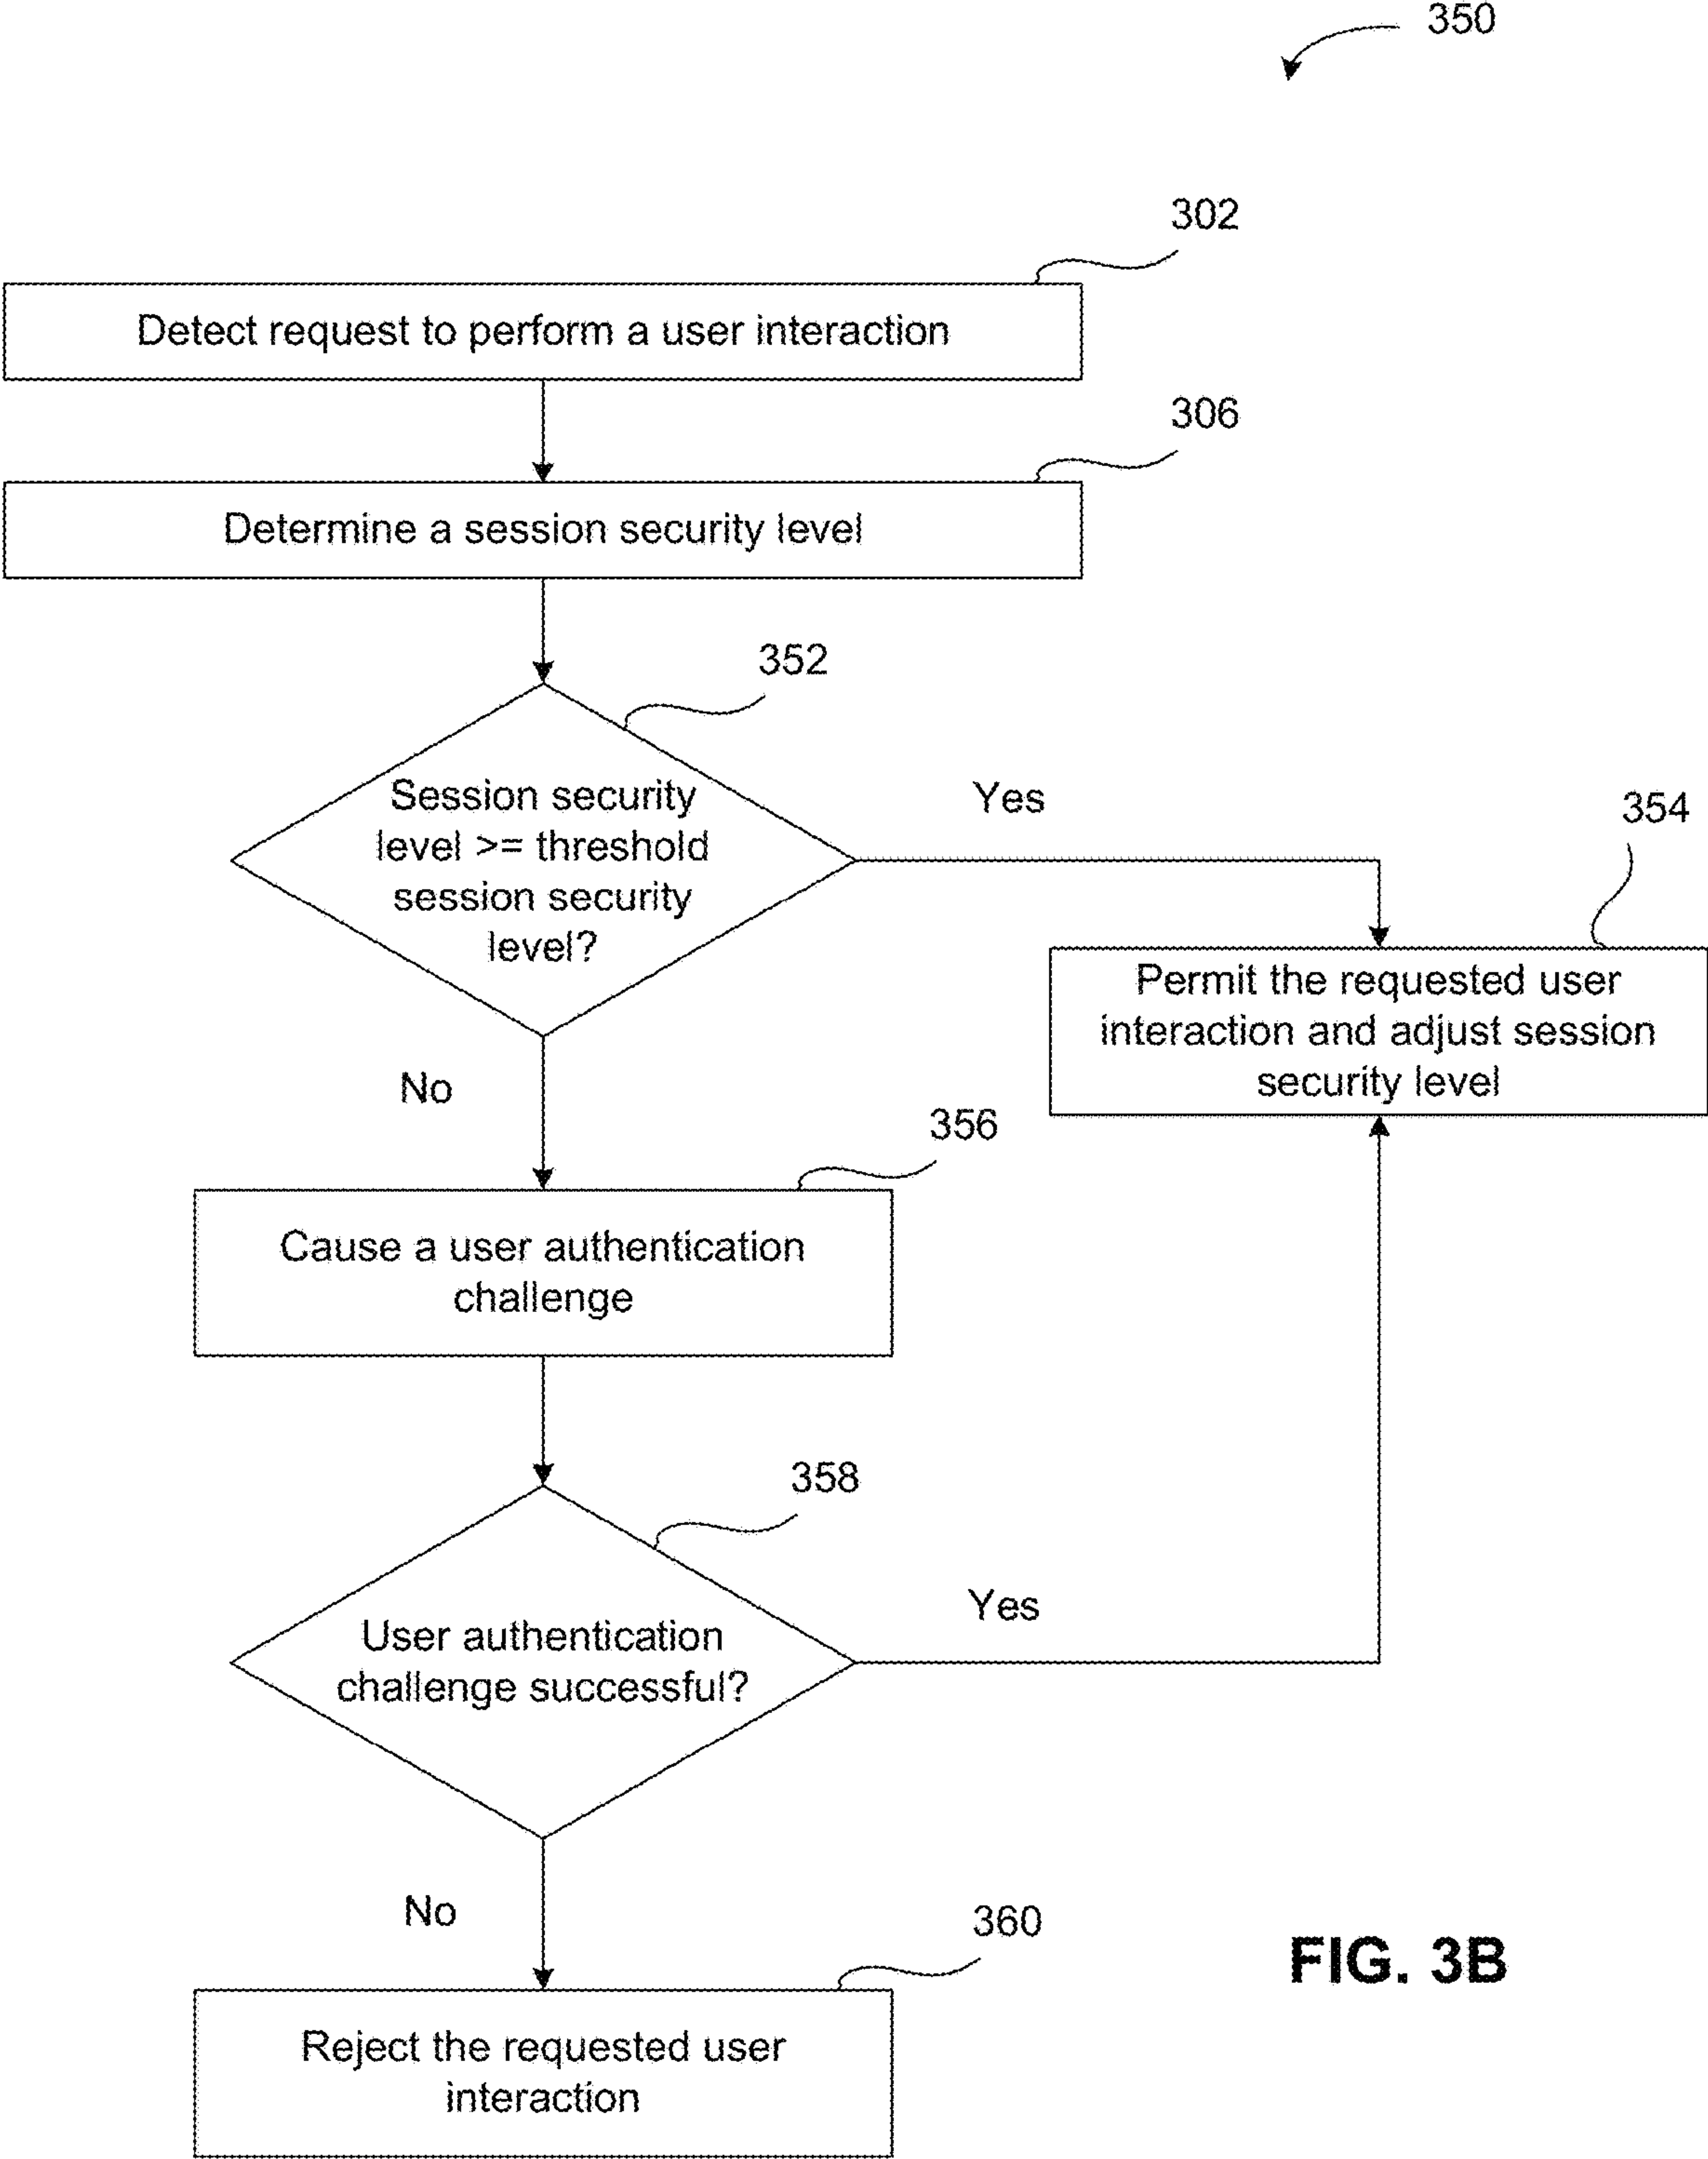 350
302
Detect request to perform a user interaction
306
Determine a session security level
352
Session security
level >= threshold
session security
level?
Yes
354
Permit the requested user
interaction and adjust session
security level
No
356
Cause a user authentication
challenge
358
User authentication
challenge successful?
Yes
No
360
Reject the requested user
interaction
FIG. 3B